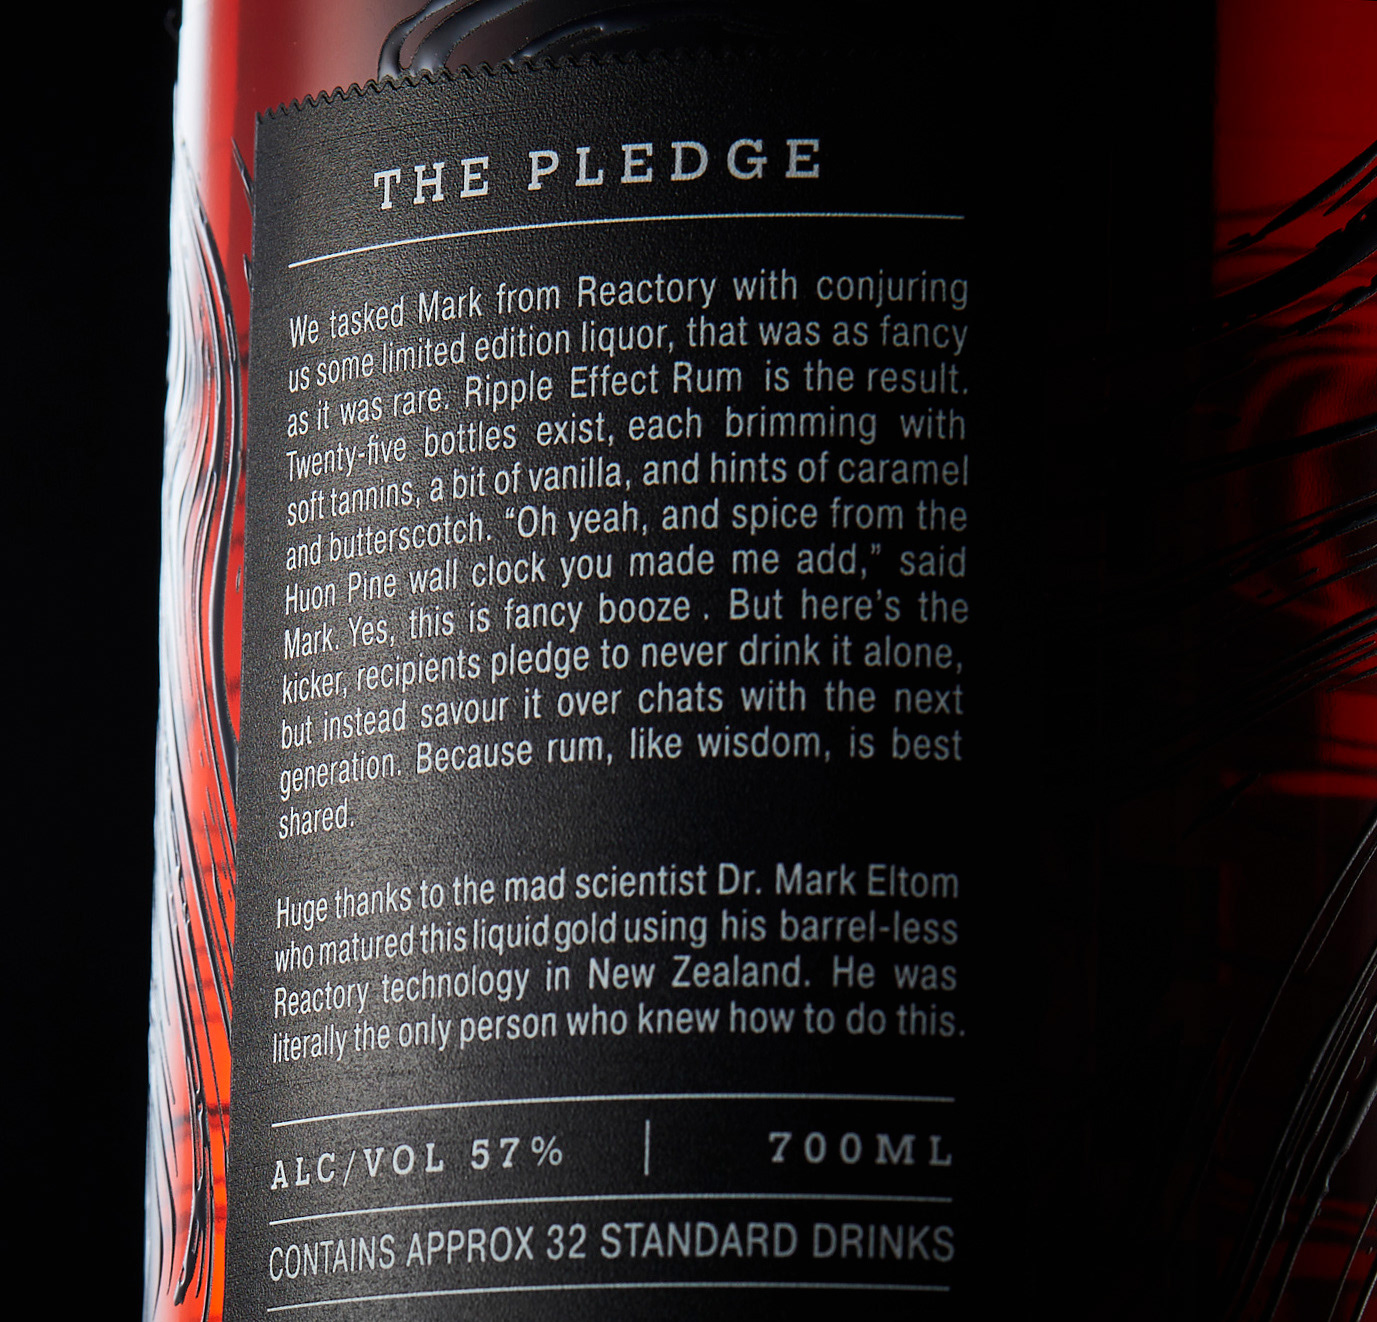 THE PLEDGE
We tasked Mark from Reactory with conjuring
us some limited edition liquor, that was as fancy
as it was rare. Ripple Effect Rum is the result.
Twenty-five bottles exist, each brimming with
soft tannins, a bit of vanilla, and hints of caramel
and butterscotch. “Oh yeah, and spice from the
Huon Pine wall clock you made me add,” said
Mark. Yes, this is fancy booze . But here’s the
kicker, recipients pledge to never drink it alone,
but instead savour it over chats with the next
generation. Because rum, like wisdom, is best
shared.
Huge thanks to the mad scientist Dr. Mark Eltom
who matured this liquid gold using his barrel-less
Reactory technology in New Zealand. He was
literally the only person who knew how to do this.
ALC/VOL 57% | 700ML
CONTAINS APPROX 32 STANDARD DRINKS